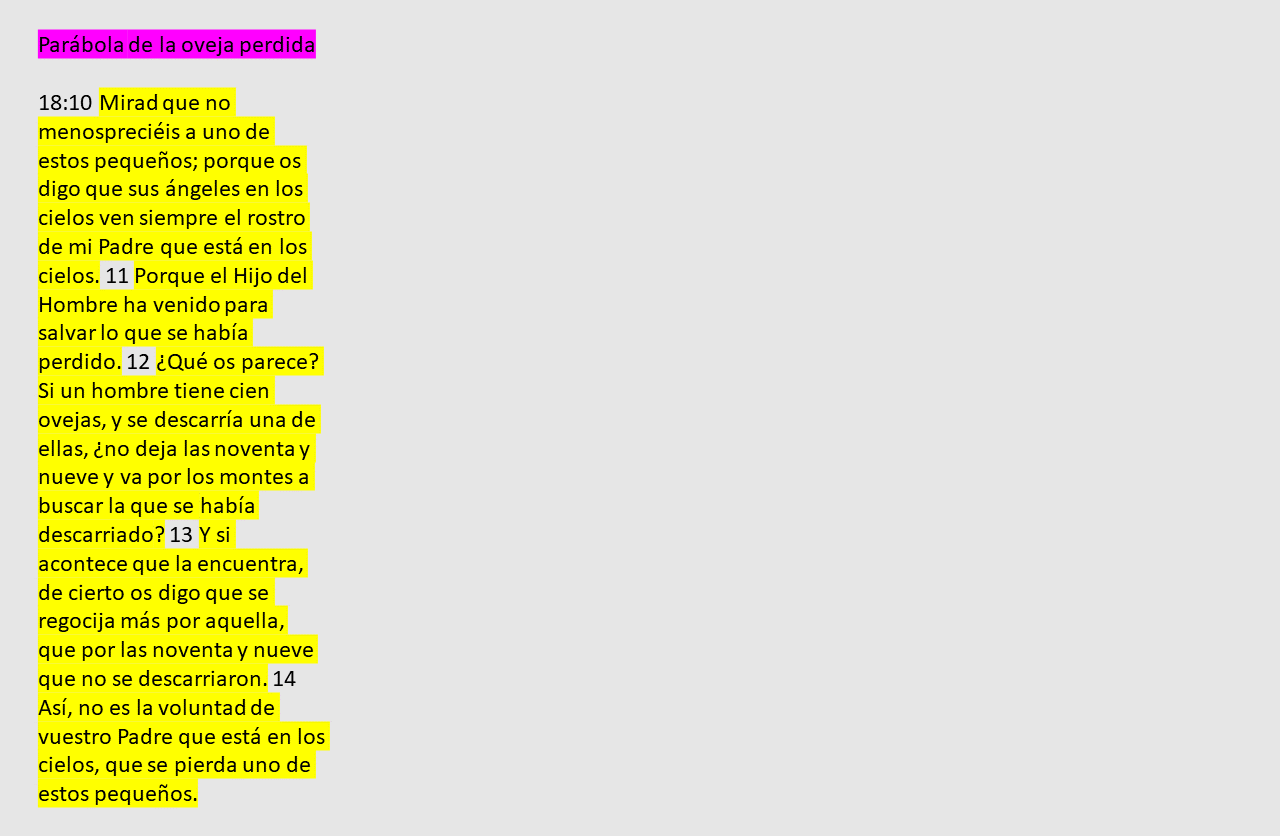 Parábola de la oveja perdida
18:10 Mirad que no
menospreciéis a uno de
estos pequeños; porque os
digo que sus ángeles en los
cielos ven siempre el rostro
de mi Padre que está en los
cielos. 11 Porque el Hijo del
Hombre ha venido para
salvar lo que se había
perdido. 12 ¿Qué os parece?
Si un hombre tiene cien
ovejas, y se descarría una de
ellas, ¿no deja las noventa y
nueve y va por los montes a
buscar la que se había
descarriado? 13 Y si
acontece que la encuentra,
de cierto os digo que se
regocija más por aquella,
que por las noventa y nueve
que no se descarriaron. 14
Así, no es la voluntad de
vuestro Padre que está en los
cielos, que se pierda uno de
estos pequeños.